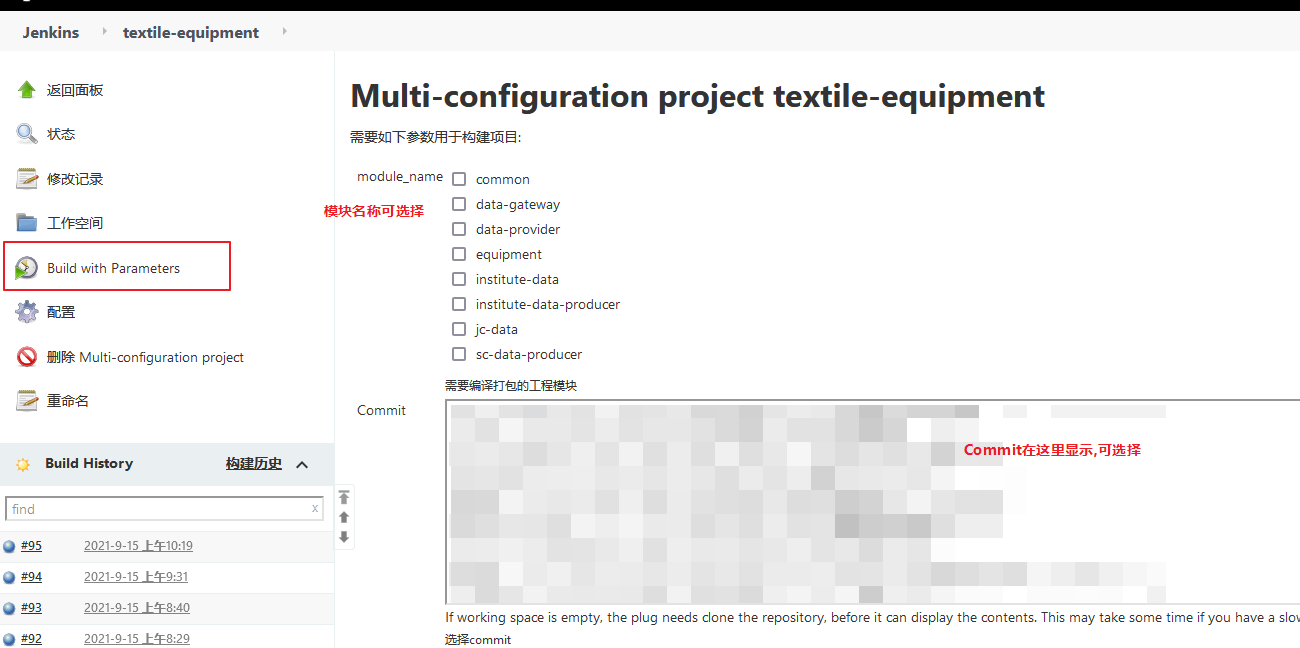 Jenkins textile-equipment
返回面板
状态
修改记录
工作空间
Build with Parameters
配置
删除 Multi-configuration project
重命名
Build History 构建历史
find x
#95 2021-9-15 上午10:19
#94 2021-9-15 上午9:31
#93 2021-9-15 上午8:40
#92 2021-9-15 上午8:29
Multi-configuration project textile-equipment
需要如下参数用于构建项目:
module_name
模块名称可选择
common
data-gateway
data-provider
equipment
institute-data
institute-data-producer
jc-data
sc-data-producer
需要编译打包的工程模块
Commit
Commit在这里显示,可选择
If working space is empty, the plug needs clone the repository, before it can display the contents. This may take some time if you have a
选择commit